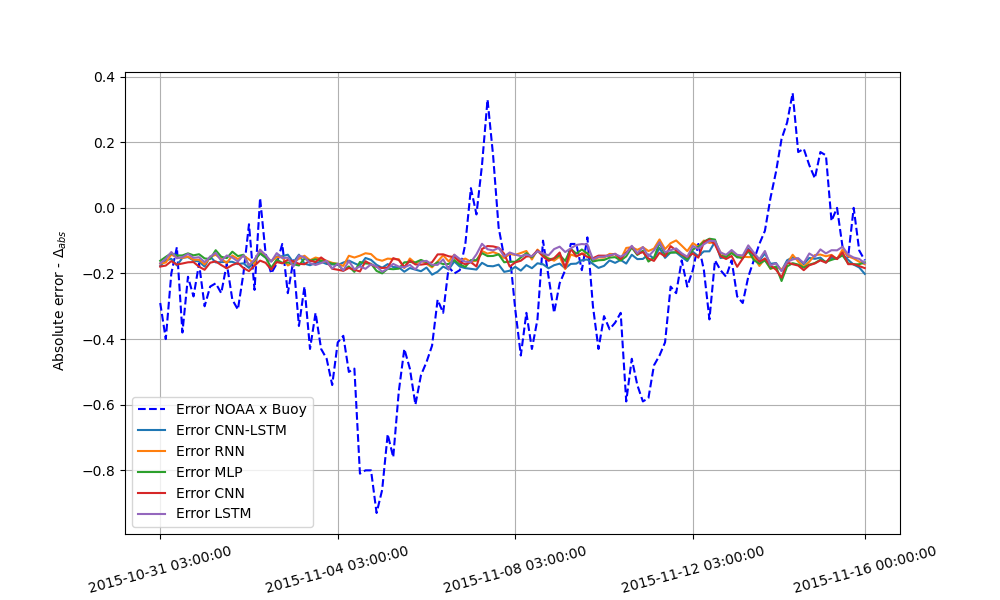 0.4
0.2
0.0
−0.2
−0.4
−0.6
−0.8
Absolute error - Δabs
Error NOAA x Buoy
Error CNN-LSTM
Error RNN
Error MLP
Error CNN
Error LSTM
2015-10-31 03:00:00
2015-11-04 03:00:00
2015-11-08 03:00:00
2015-11-12 03:00:00
2015-11-16 00:00:00